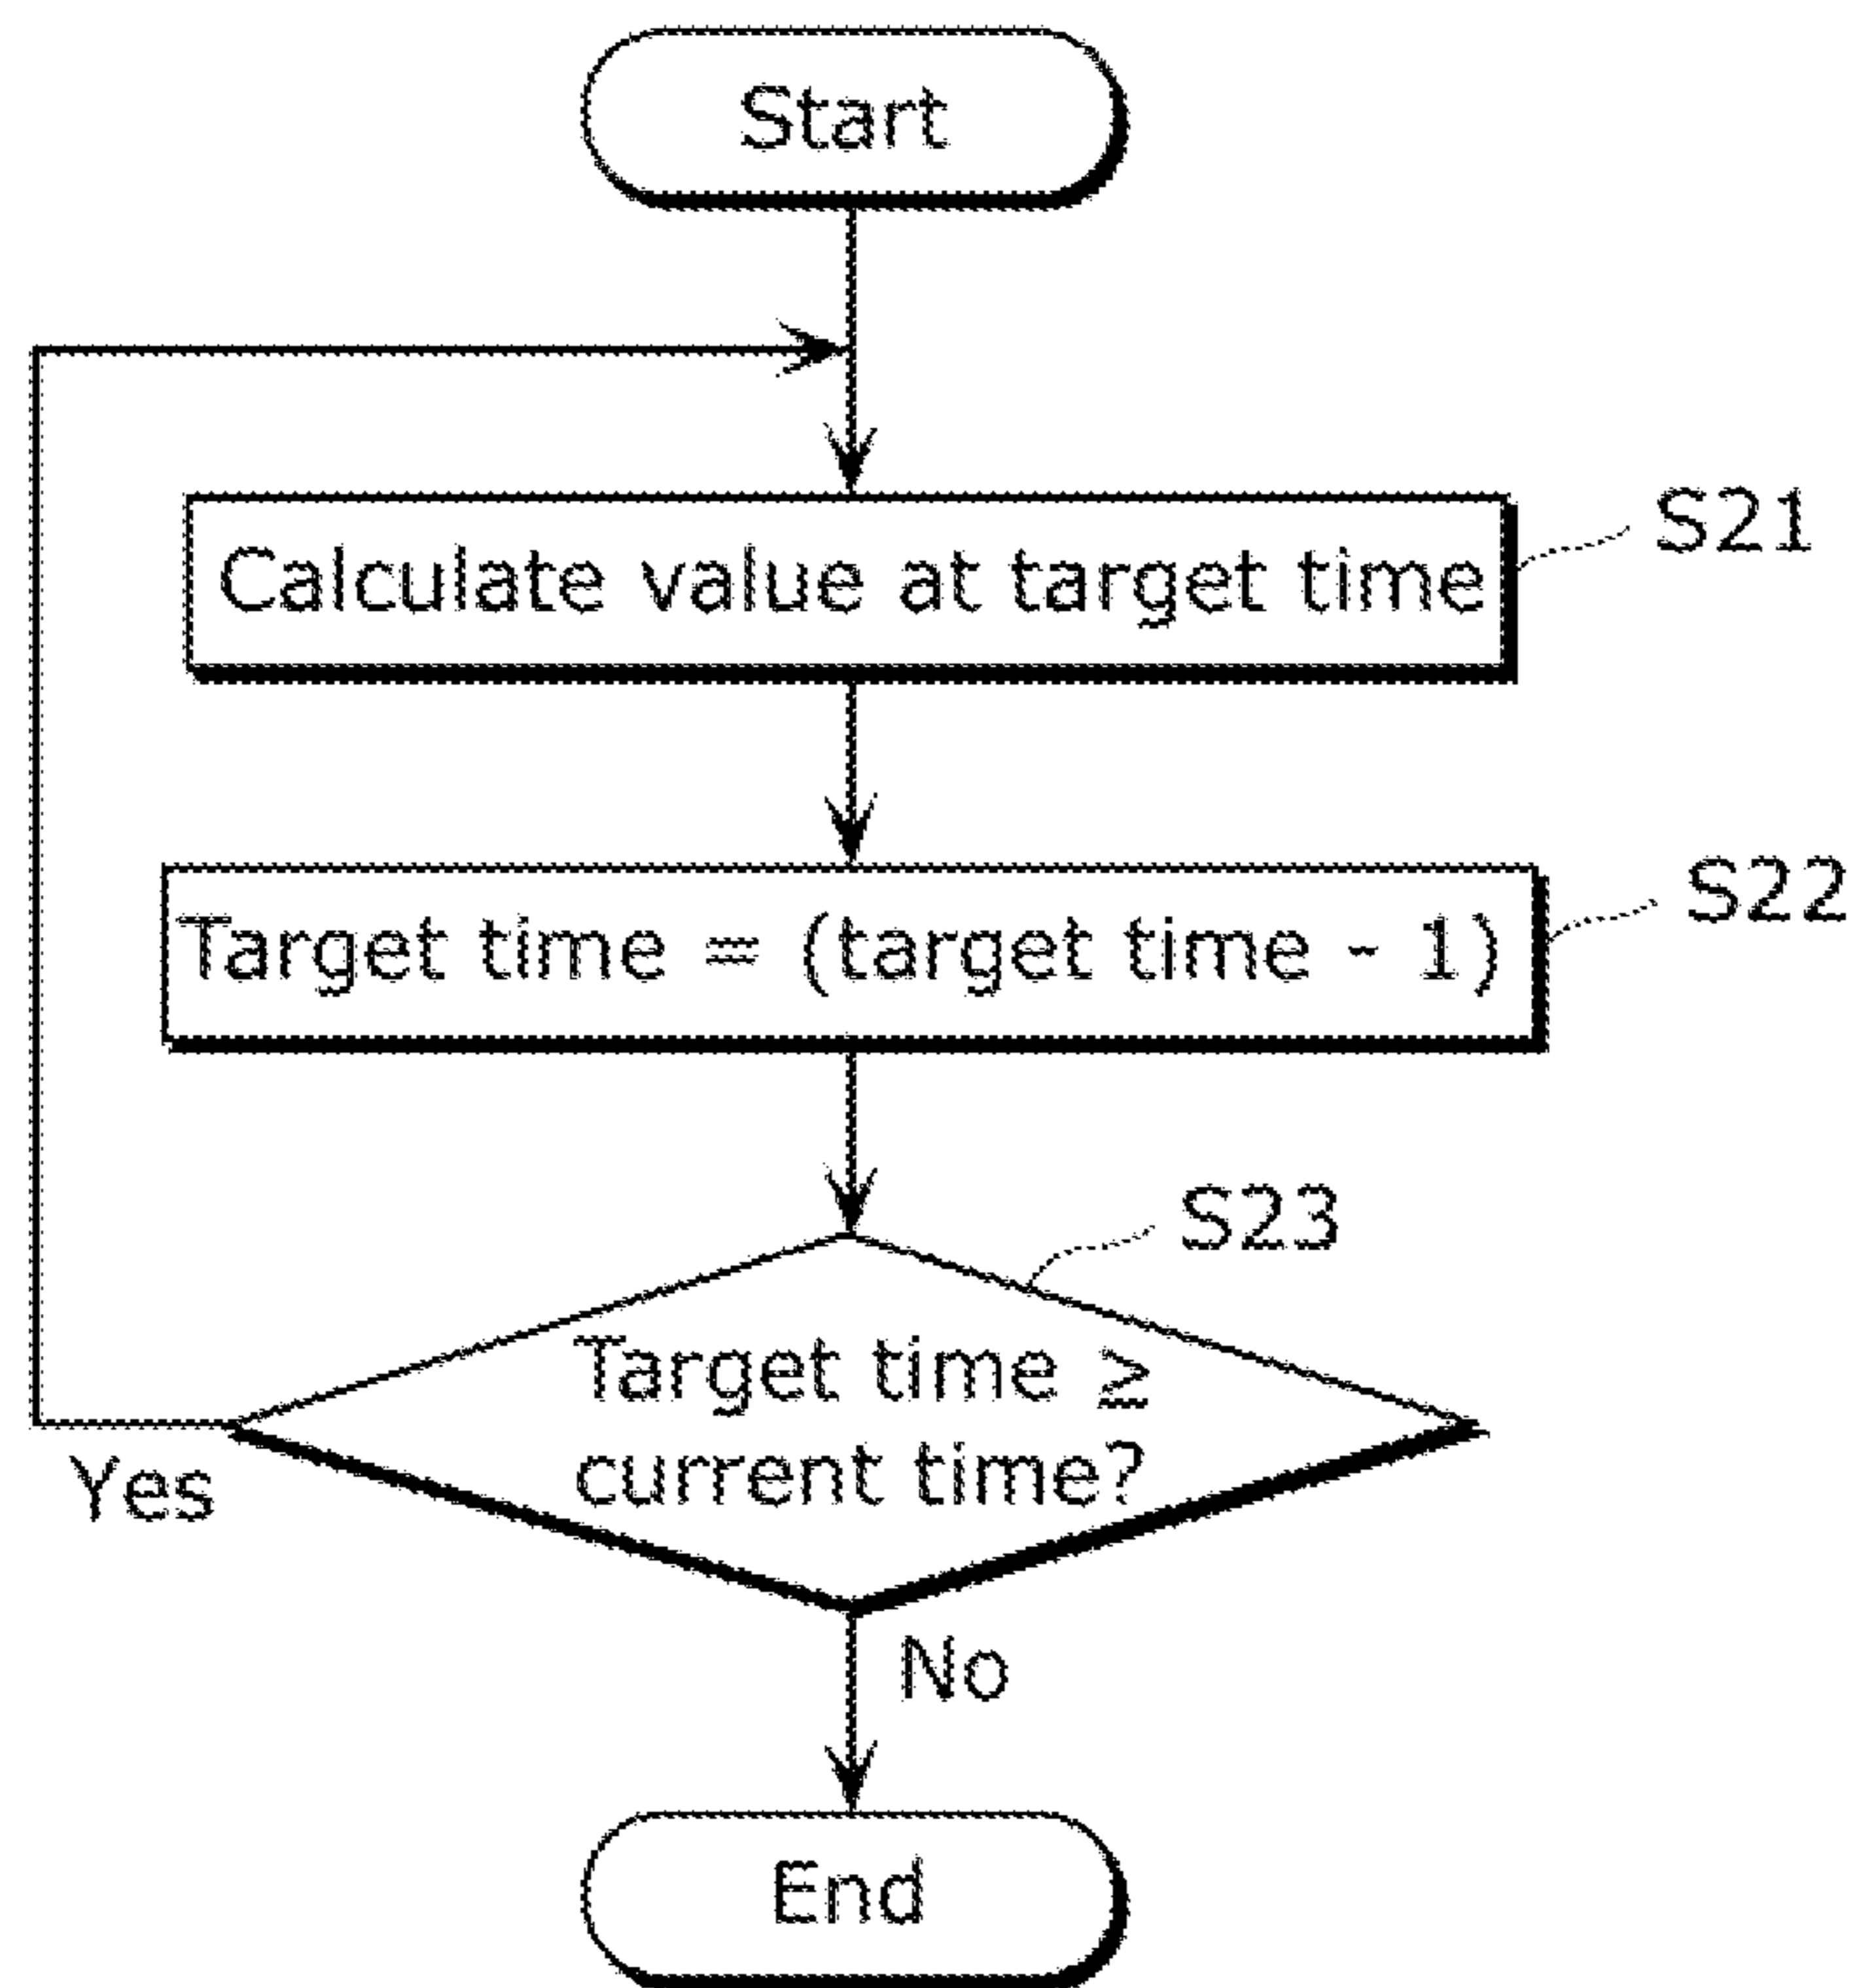 Start
Calculate value at target time
S21
Target time = (target time - 1)
S22
S23
Target time ≥
current time?
Yes
No
End